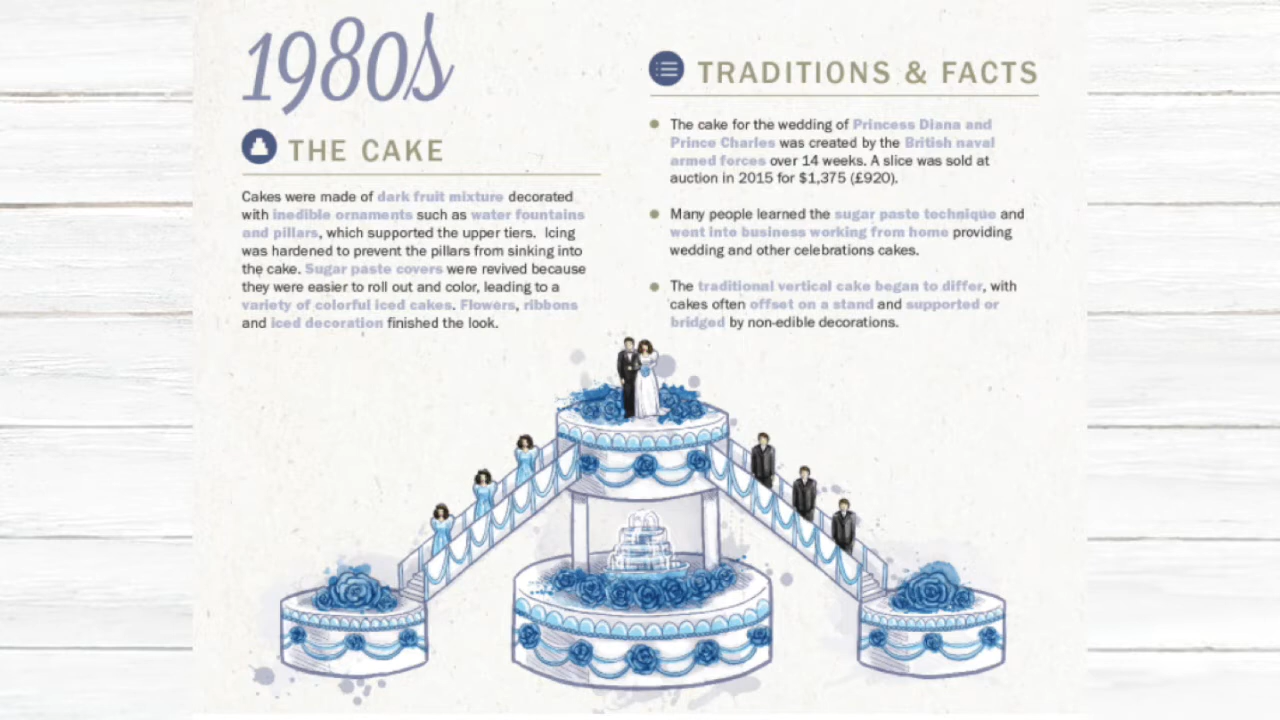 1980s
THE CAKE
Cakes were made of dark fruit mixture decorated
with inedible ornaments such as water fountains
and pillars, which supported the upper tiers. Icing
was hardened to prevent the pillars from sinking into
the cake. Sugar paste covers were revived because
they were easier to roll out and color, leading to a
variety of colorful iced cakes. Flowers, ribbons
and iced decoration finished the look.
TRADITIONS & FACTS
The cake for the wedding of Princess Diana and
Prince Charles was created by the British naval
armed forces over 14 weeks. A slice was sold at
auction in 2015 for $1,375 (£920).
Many people learned the sugar paste technique and
went into business working from home providing
wedding and other celebrations cakes.
The traditional vertical cake began to differ, with
cakes often offset on a stand and supported or
bridged by non-edible decorations.